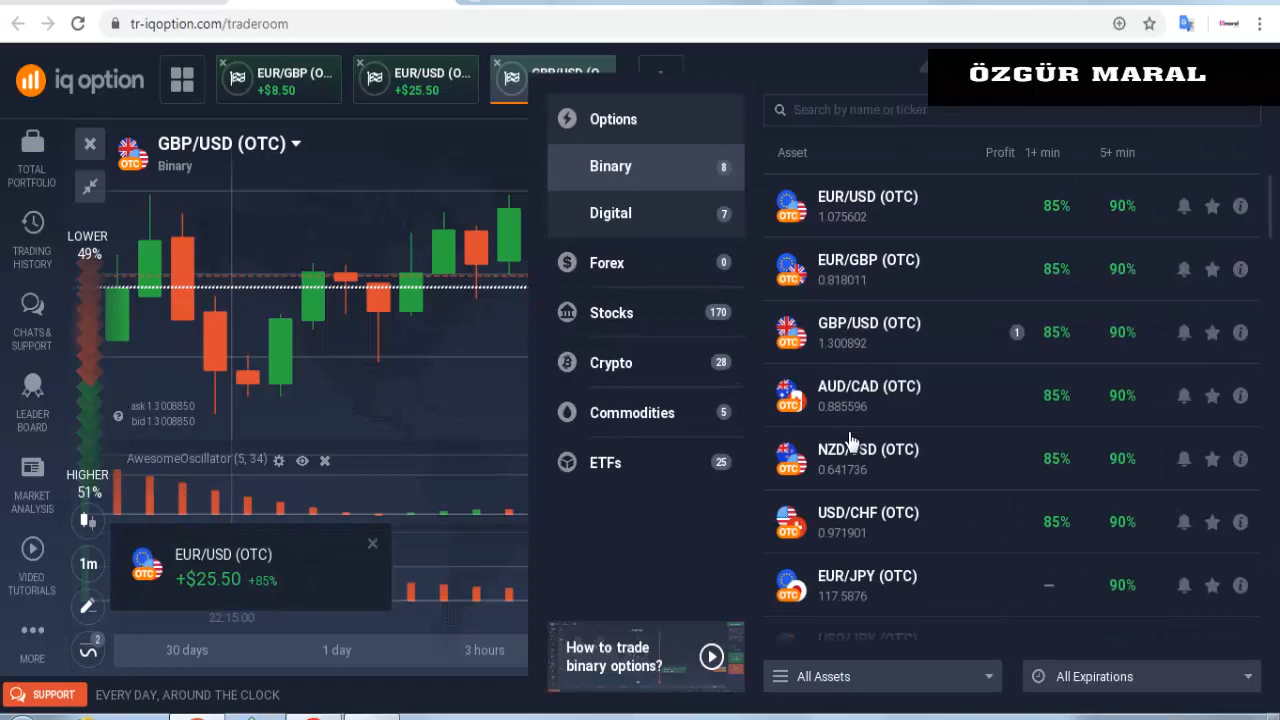 tr-iqoption.com/traderoom
iq option
EUR/GBP (O...
+$8.50
EUR/USD (O...
+$25.50
GBP/USD (O...
ÖZGÜR MARAL
TOTAL
PORTFOLIO
TRADING
HISTORY
CHATS &
SUPPORT
LEADER
BOARD
MARKET
ANALYSIS
VIDEO
TUTORIALS
MORE
GBP/USD (OTC)
Binary
LOWER
49%
ask 1.3008850
bid 1.3008850
AwesomeOscillator (5, 34)
HIGHER
51%
1m
2
EUR/USD (OTC)
+$25.50 +85%
22:15:00
30 days
1 day
3 hours
Options
Binary 8
Digital 7
Forex 0
Stocks 170
Crypto 28
Commodities 5
ETFs 25
How to trade
binary options?
Search by name or ticker
Asset Profit 1+ min 5+ min
EUR/USD (OTC)
1.075602
85% 90%
EUR/GBP (OTC)
0.818011
85% 90%
GBP/USD (OTC)
1.300892
1 85% 90%
AUD/CAD (OTC)
0.885596
85% 90%
NZD/USD (OTC)
0.641736
85% 90%
USD/CHF (OTC)
0.971901
85% 90%
EUR/JPY (OTC)
117.5876
– 90%
USD/JPY (OTC)
All Assets
All Expirations
SUPPORT
EVERY DAY, AROUND THE CLOCK